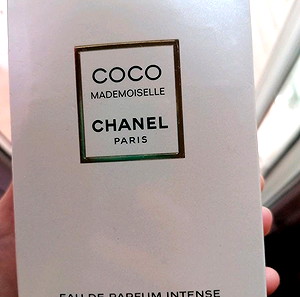 COCO
MADEMOISELLE
CHANEL
PARIS
EAU DE PARFUM INTENSE